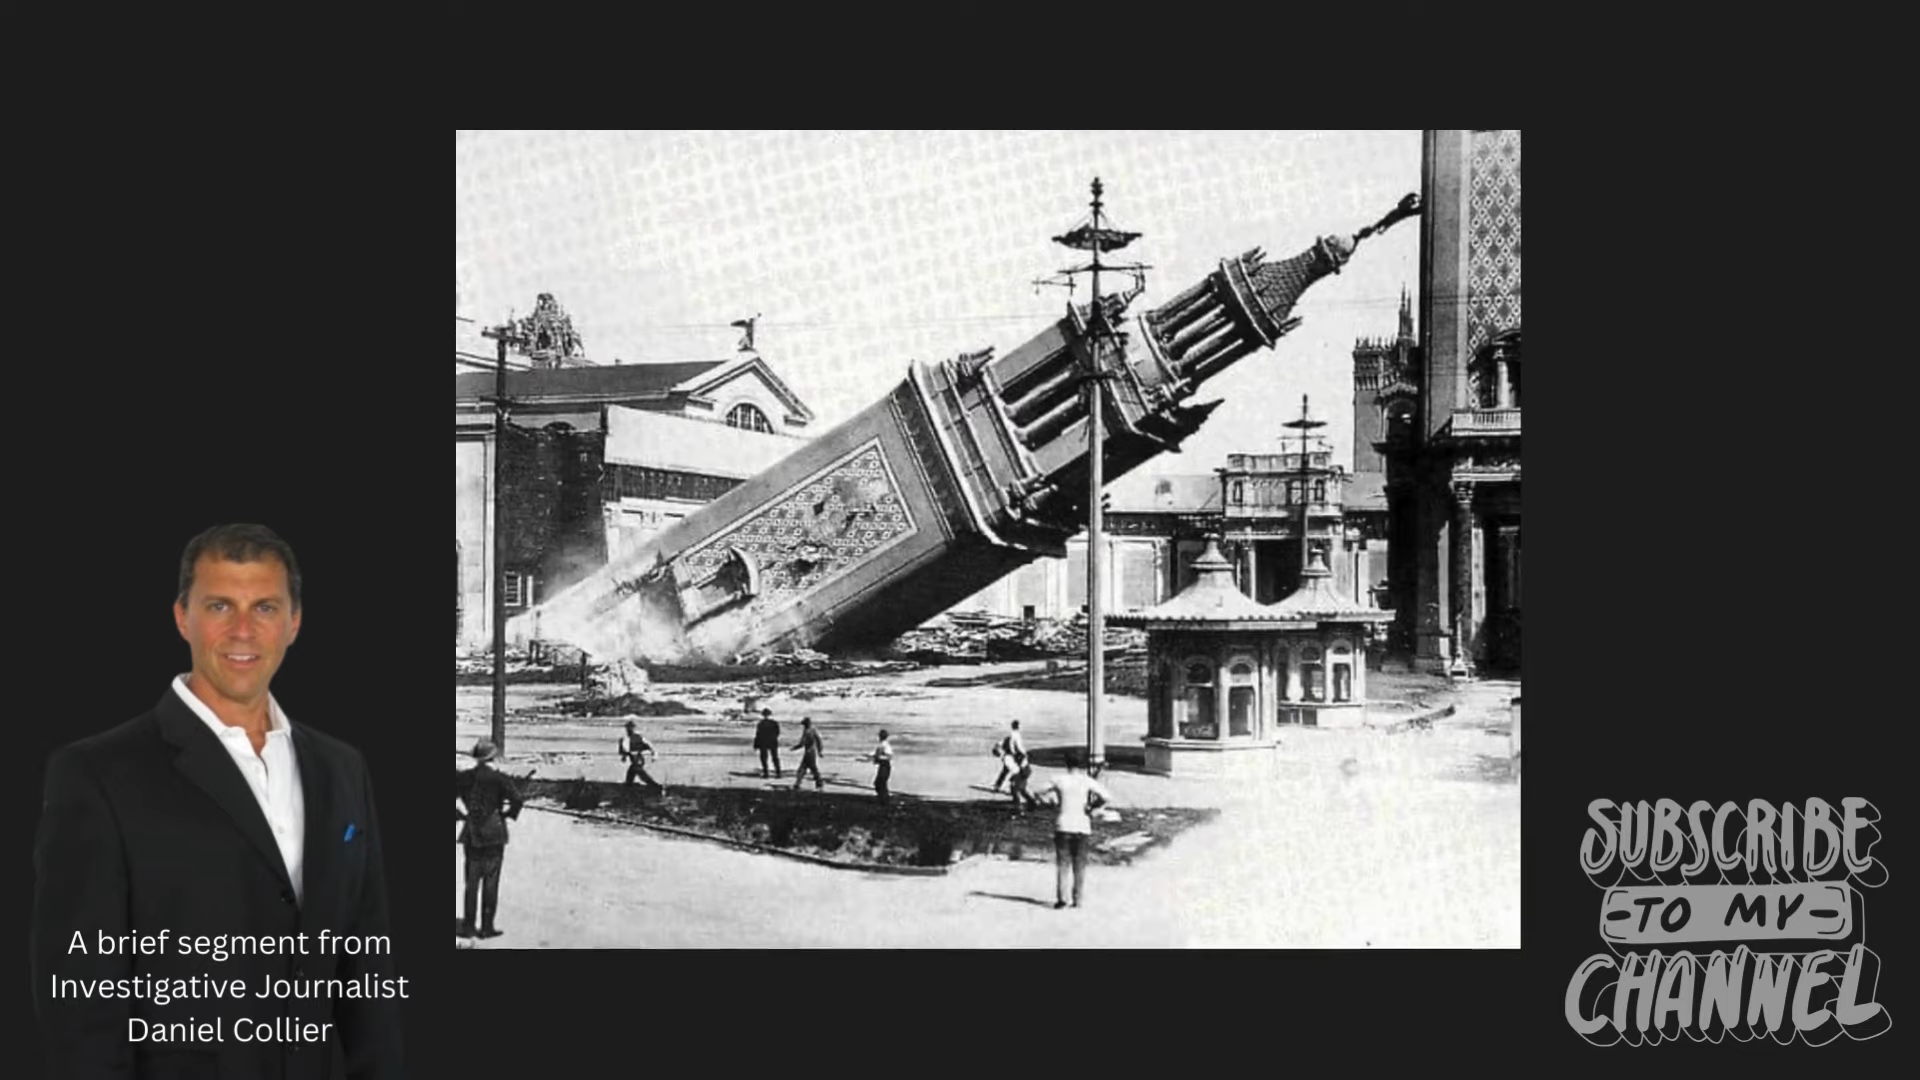 A brief segment from
Investigative Journalist
Daniel Collier
SUBSCRIBE
-TO MY-
CHANNEL